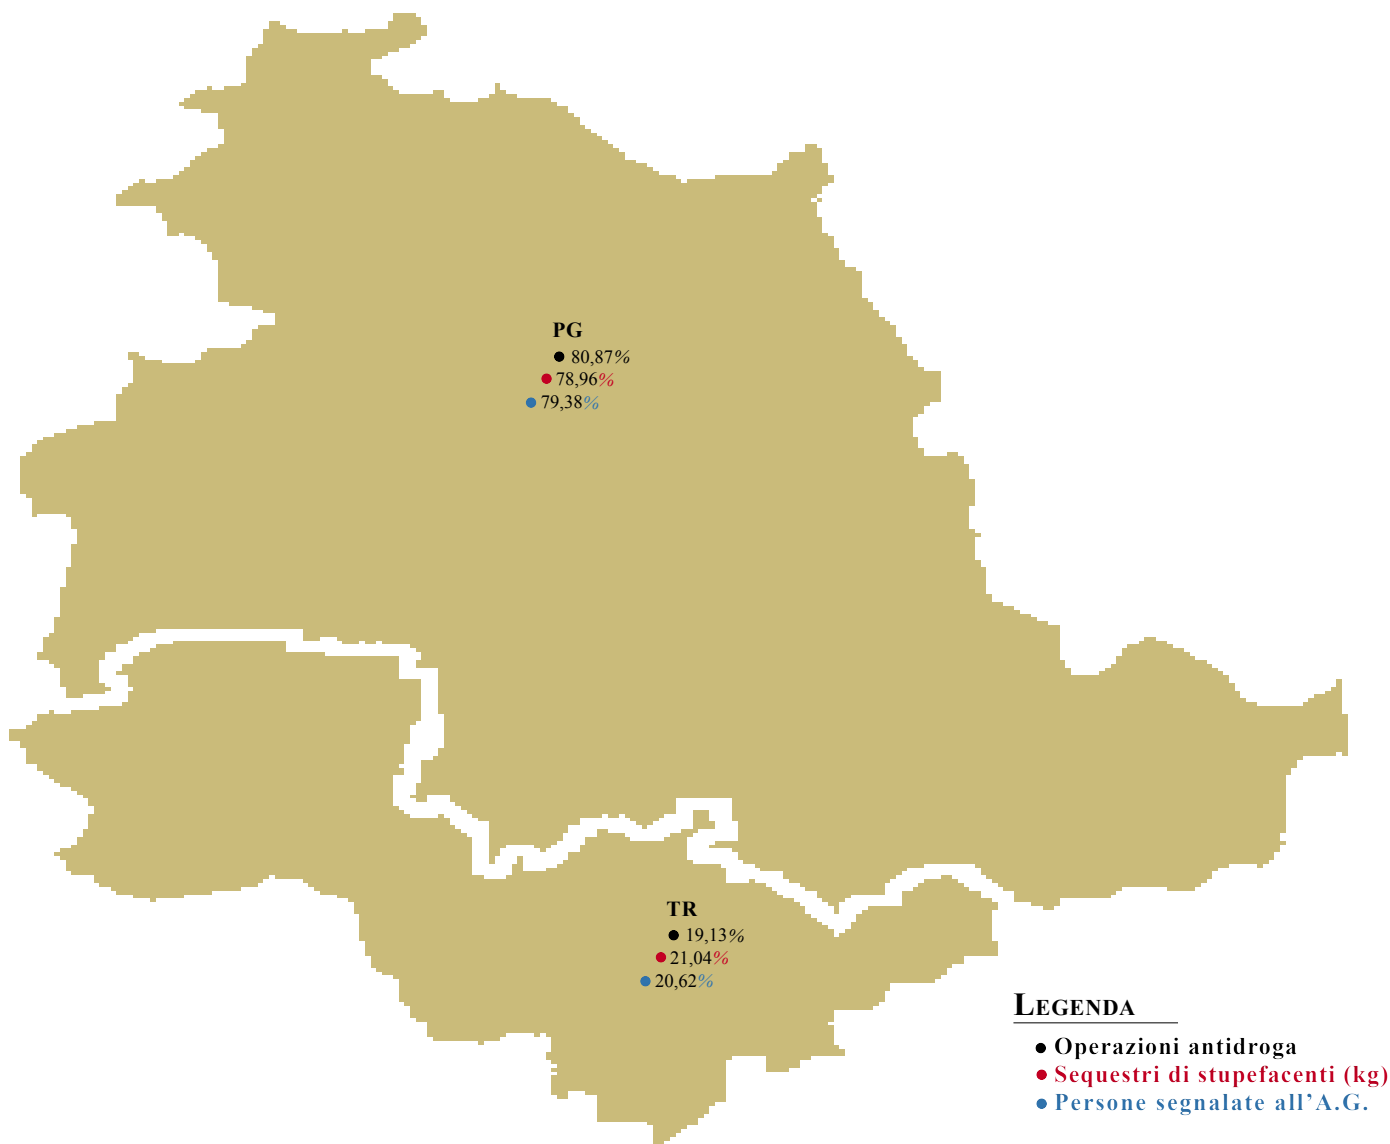 PG
● 80,87%
● 78,96%
● 79,38%
TR
● 19,13%
● 21,04%
● 20,62%
LEGENDA
● Operazioni antidroga
● Sequestri di stupefacenti (kg)
● Persone segnalate all’A.G.